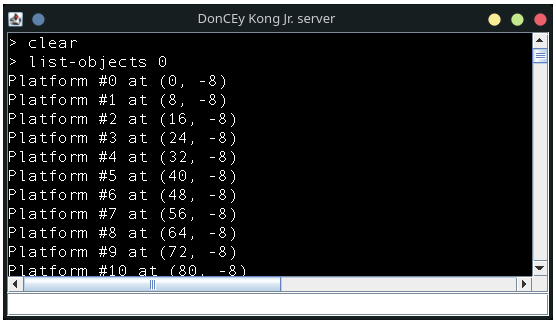 DonCEy Kong Jr. server
> clear
> list-objects 0
Platform #0 at (0, -8)
Platform #1 at (8, -8)
Platform #2 at (16, -8)
Platform #3 at (24, -8)
Platform #4 at (32, -8)
Platform #5 at (40, -8)
Platform #6 at (48, -8)
Platform #7 at (56, -8)
Platform #8 at (64, -8)
Platform #9 at (72, -8)
Platform #10 at (80, -8)